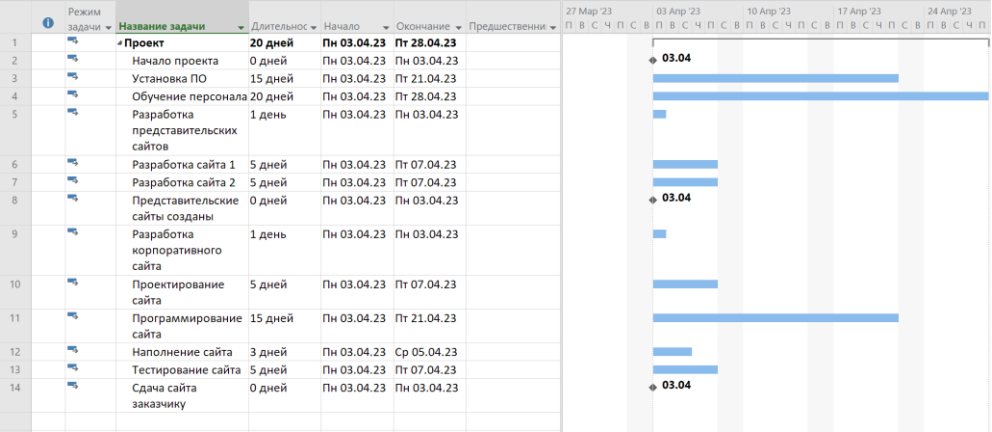 Режим
задачи Название задачи Длительнос Начало Окончание Предшественни
27 Мар '23 03 Апр '23 10 Апр '23 17 Апр '23 24 Апр '23
П В С Ч П С В П В С Ч П С В П В С Ч П С В П В С Ч П С В П В С Ч П
1 Проект 20 дней Пн 03.04.23 Пт 28.04.23
2 Начало проекта 0 дней Пн 03.04.23 Пн 03.04.23 03.04
3 Установка ПО 15 дней Пн 03.04.23 Пт 21.04.23
4 Обучение персонала 20 дней Пн 03.04.23 Пт 28.04.23
5 Разработка 1 день Пн 03.04.23 Пн 03.04.23
представительских
сайтов
6 Разработка сайта 1 5 дней Пн 03.04.23 Пт 07.04.23
7 Разработка сайта 2 5 дней Пн 03.04.23 Пт 07.04.23
8 Представительские 0 дней Пн 03.04.23 Пн 03.04.23 03.04
сайты созданы
9 Разработка 1 день Пн 03.04.23 Пн 03.04.23
корпоративного
сайта
10 Проектирование 5 дней Пн 03.04.23 Пт 07.04.23
сайта
11 Программирование 15 дней Пн 03.04.23 Пт 21.04.23
сайта
12 Наполнение сайта 3 дней Пн 03.04.23 Ср 05.04.23
13 Тестирование сайта 5 дней Пн 03.04.23 Пт 07.04.23
14 Сдача сайта 0 дней Пн 03.04.23 Пн 03.04.23 03.04
заказчику